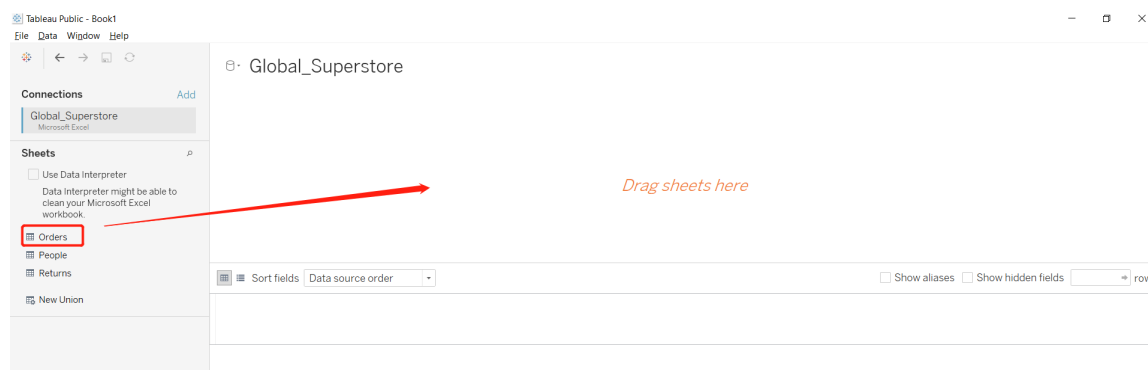 Tableau Public - Book1
File Data Window Help
Global_Superstore
Connections Add
Global_Superstore
Microsoft Excel
Sheets
Use Data Interpreter
Data Interpreter might be able to
clean your Microsoft Excel
workbook.
Drag sheets here
Orders
People
Returns
New Union
Sort fields Data source order Show aliases Show hidden fields